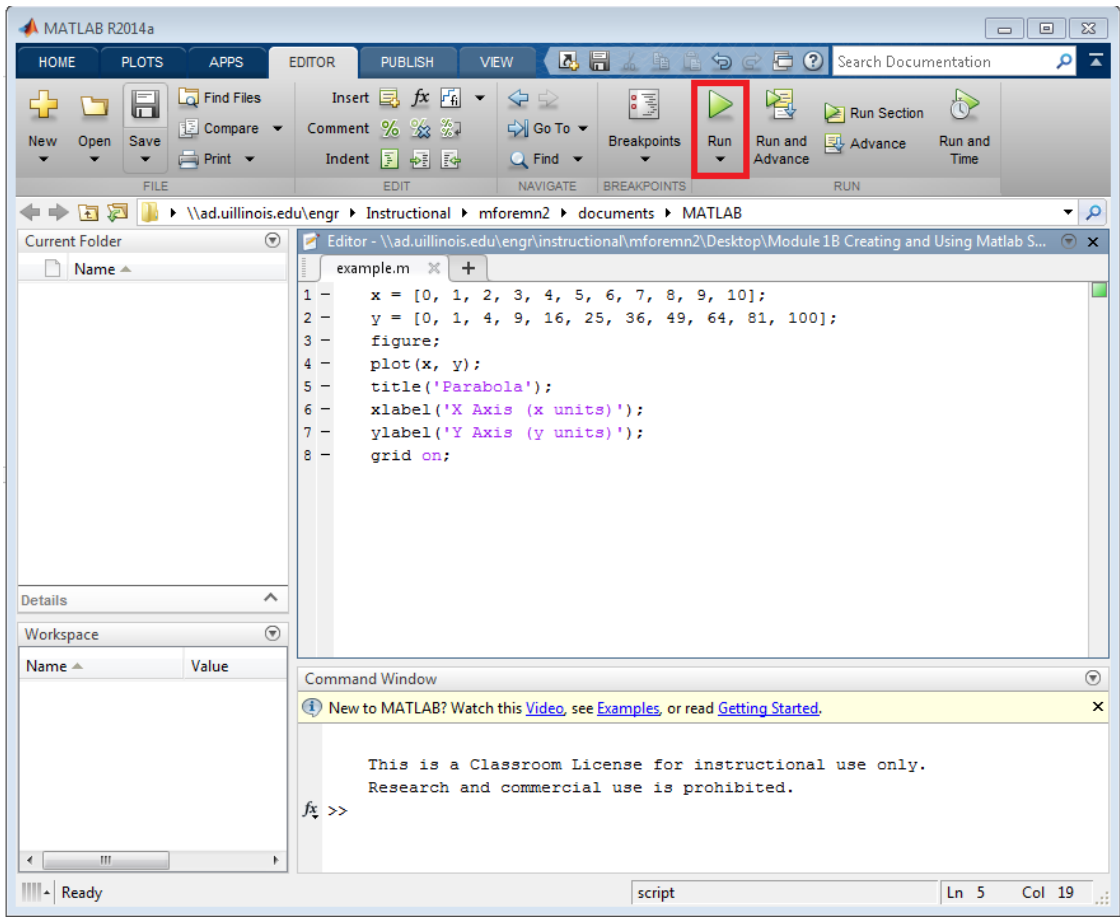 MATLAB R2014a
HOME PLOTS APPS EDITOR PUBLISH VIEW Search Documentation
New Open Save Find Files Compare Print
FILE
Insert fx
Comment
Indent
EDIT
Go To
Find
NAVIGATE
Breakpoints
BREAKPOINTS
Run Run and Advance Run Section Advance Run and Time
RUN
\\ad.uillinois.edu\engr Instructional mforemn2 documents MATLAB
Current Folder
Name
Details
Workspace
Name Value
Editor - \\ad.uillinois.edu\engr\instructional\mforemn2\Desktop\Module 1B Creating and Using Matlab S...
example.m
1 x = [0, 1, 2, 3, 4, 5, 6, 7, 8, 9, 10];
2 y = [0, 1, 4, 9, 16, 25, 36, 49, 64, 81, 100];
3 figure;
4 plot(x, y);
5 title('Parabola');
6 xlabel('X Axis (x units)');
7 ylabel('Y Axis (y units)');
8 grid on;
Command Window
New to MATLAB? Watch this Video, see Examples, or read Getting Started.
This is a Classroom License for instructional use only.
Research and commercial use is prohibited.
fx >>
Ready script Ln 5 Col 19